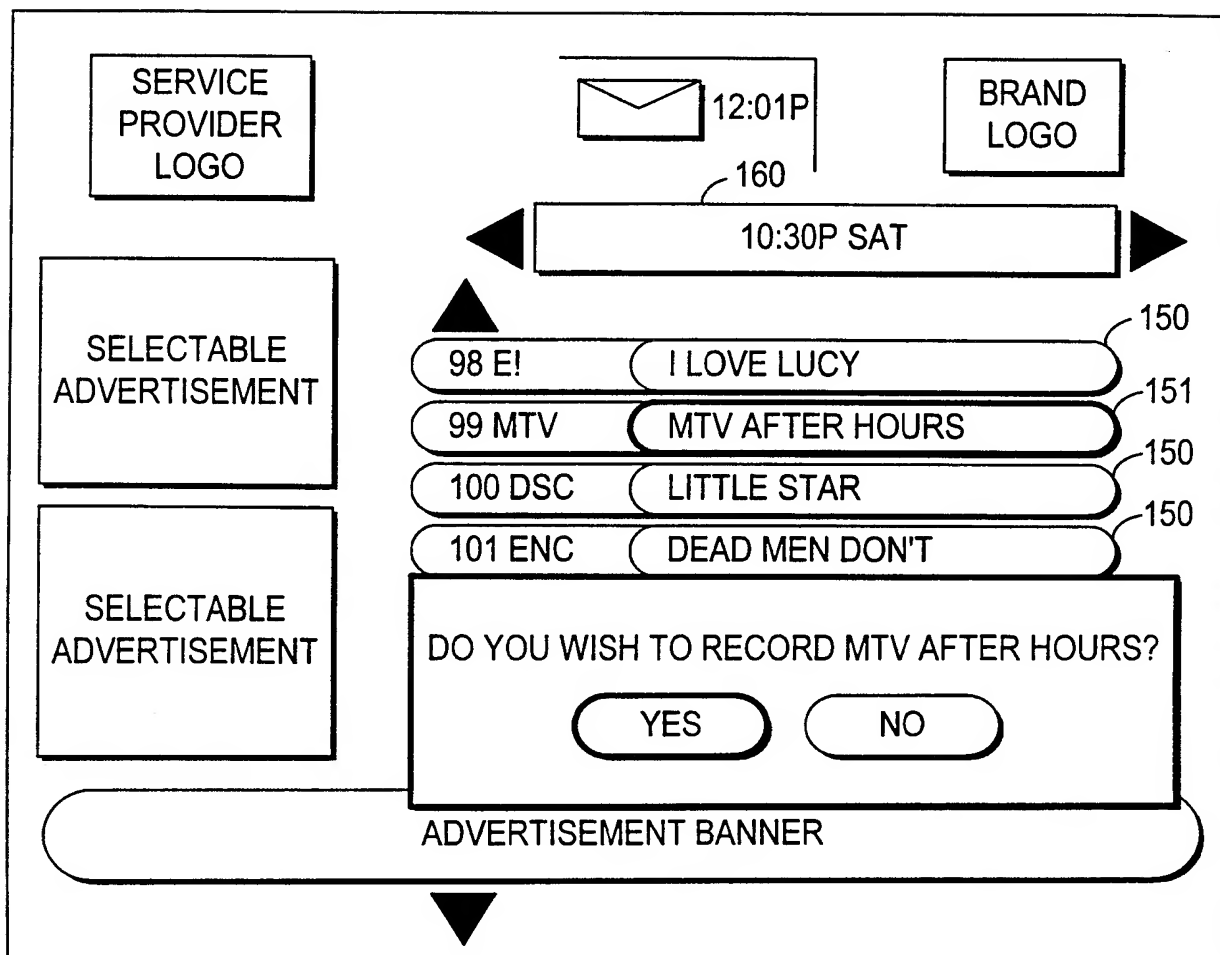 SERVICE
PROVIDER
LOGO
12:01P
BRAND
LOGO
160
10:30P SAT
SELECTABLE
ADVERTISEMENT
150
98 E! I LOVE LUCY
151
99 MTV MTV AFTER HOURS
150
100 DSC LITTLE STAR
150
101 ENC DEAD MEN DON'T
SELECTABLE
ADVERTISEMENT
DO YOU WISH TO RECORD MTV AFTER HOURS?
YES NO
ADVERTISEMENT BANNER